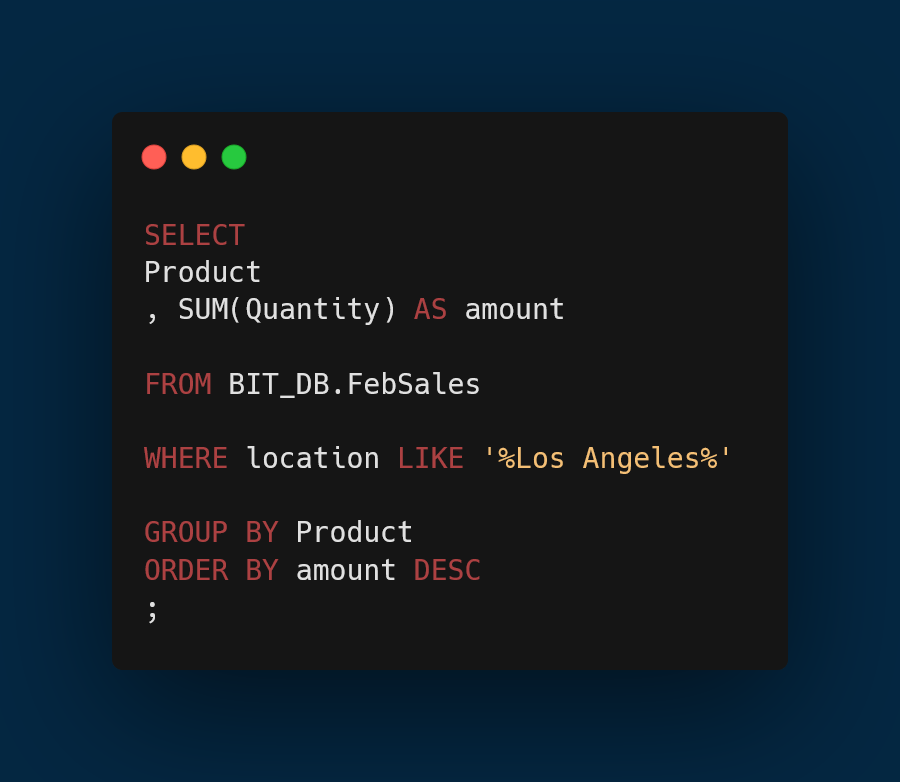 SELECT
Product
, SUM(Quantity) AS amount
FROM BIT_DB.FebSales
WHERE location LIKE '%Los Angeles%'
GROUP BY Product
ORDER BY amount DESC
;